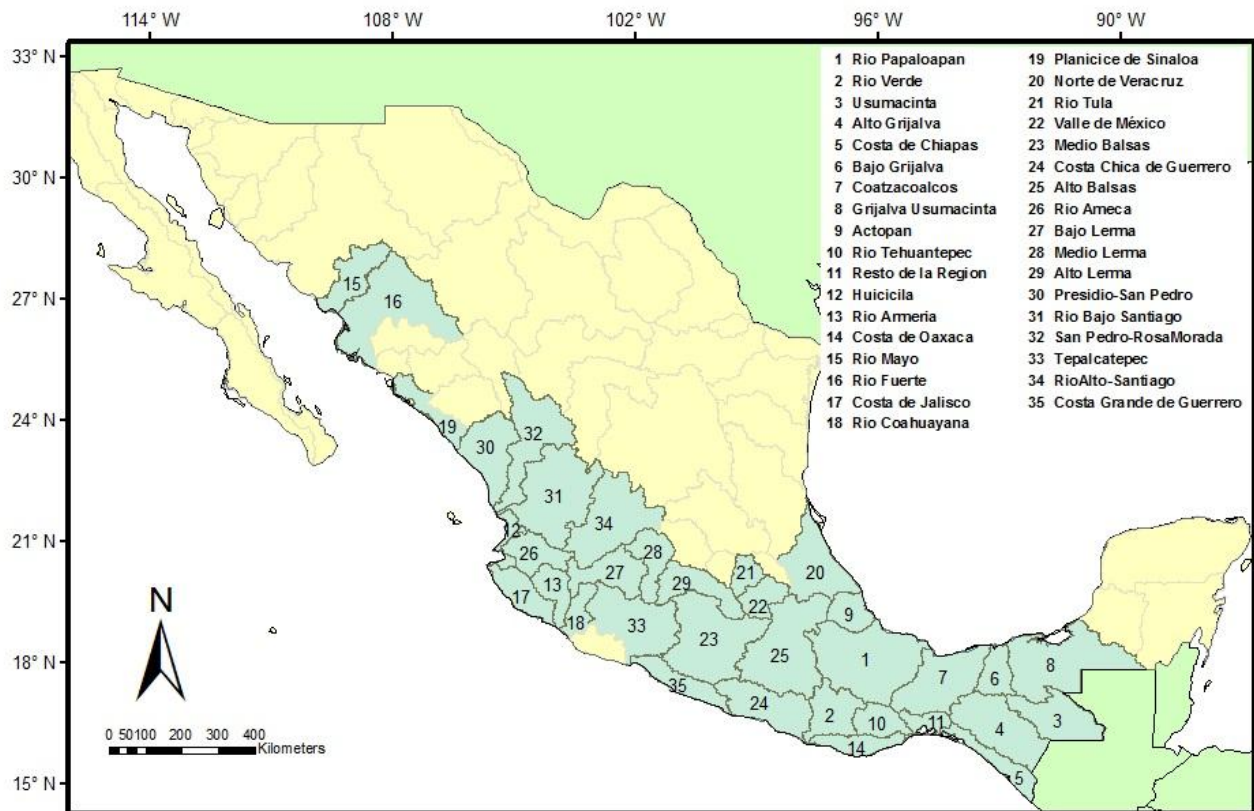 114° W 108° W 102° W 96° W 90° W
33° N
30° N
27° N
24° N
21° N
18° N
15° N
1 Rio Papaloapan
2 Rio Verde
3 Usumacinta
4 Alto Grijalva
5 Costa de Chiapas
6 Bajo Grijalva
7 Coatzacoalcos
8 Grijalva Usumacinta
9 Actopan
10 Rio Tehuantepec
11 Resto de la Region
12 Huicicila
13 Rio Armeria
14 Costa de Oaxaca
15 Rio Mayo
16 Rio Fuerte
17 Costa de Jalisco
18 Rio Coahuayana
19 Planicice de Sinaloa
20 Norte de Veracruz
21 Rio Tula
22 Valle de México
23 Medio Balsas
24 Costa Chica de Guerrero
25 Alto Balsas
26 Rio Ameca
27 Bajo Lerma
28 Medio Lerma
29 Alto Lerma
30 Presidio-San Pedro
31 Rio Bajo Santiago
32 San Pedro-RosaMorada
33 Tepalcatepec
34 RioAlto-Santiago
35 Costa Grande de Guerrero
15
16
19
30
32
31
34
12
26
28
27
29
21
20
13
17
18
33
22
9
23
25
1
7
6
8
35
24
2
10
11
4
3
14
5
N
0 50 100 200 300 400
Kilometers